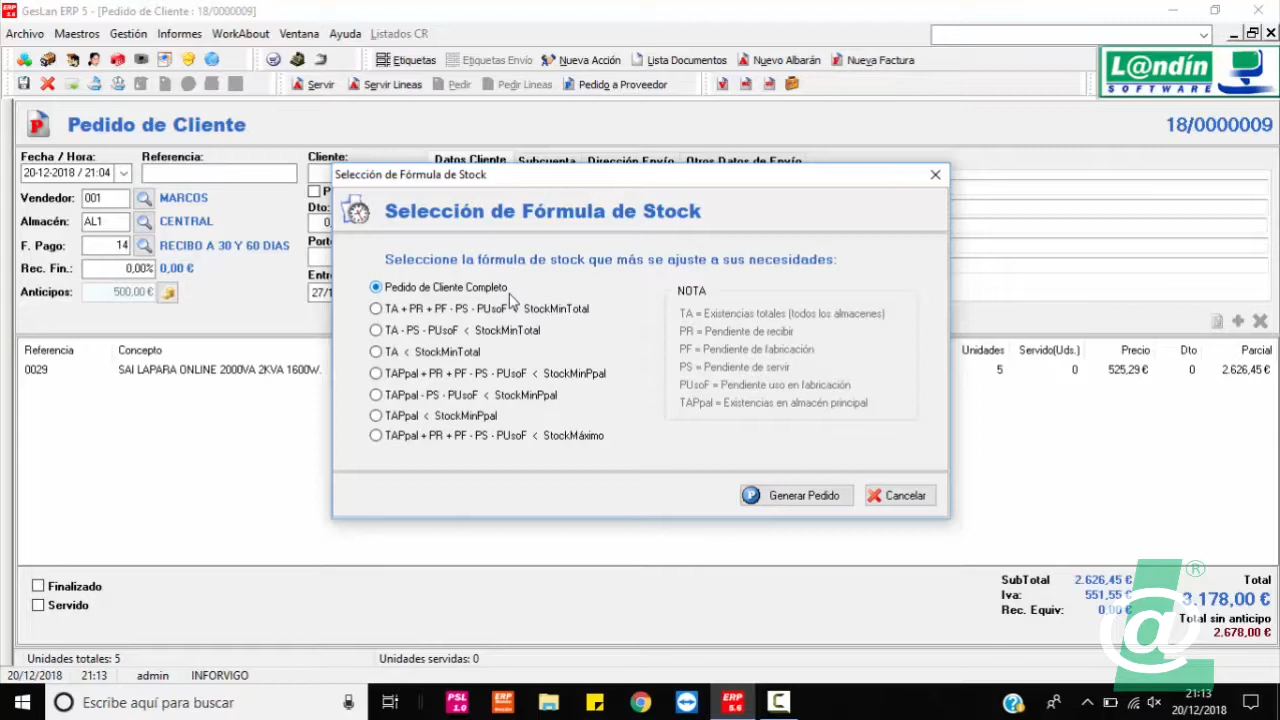 GesLan ERP 5 - [Pedido de Cliente : 18/0000009]
Archivo Maestros Gestión Informes WorkAbout Ventana Ayuda Listados CR
Etiquetas Etiquetas Envío Nueva Acción Lista Documentos Nuevo Albarán Nueva Factura
Servir Servir Lineas Pedir Pedir Lineas Pedido a Proveedor
L@ndín
SOFTWARE
Pedido de Cliente 18/0000009
Fecha / Hora: Referencia: Cliente: Datos Cliente Subcuenta Dirección Envío Otros Datos de Envío
20-12-2018 / 21:04
Vendedor: 001 MARCOS
Almacén: AL1 CENTRAL Dto:
F. Pago: 14 RECIBO A 30 Y 60 DIAS
Rec. Fin.: 0,00% 0,00 €
Anticipos: 500.00 €
Selección de Fórmula de Stock
Selección de Fórmula de Stock
Seleccione la fórmula de stock que más se ajuste a sus necesidades:
Pedido de Cliente Completo
TA + PR + PF - PS - PUsoF < StockMinTotal
TA - PS - PUsoF < StockMinTotal
TA < StockMinTotal
TAPpal + PR + PF - PS - PUsoF < StockMinPpal
TAPpal - PS - PUsoF < StockMinPpal
TAPpal < StockMinPpal
TAPpal + PR + PF - PS - PUsoF < StockMáximo
NOTA
TA = Existencias totales (todos los almacenes)
PR = Pendiente de recibir
PF = Pendiente de fabricación
PS = Pendiente de servir
PUsoF = Pendiente uso en fabricación
TAPpal = Existencias en almacén principal
Generar Pedido Cancelar
Referencia Concepto Unidades Servido(Uds.) Precio Dto Parcial
0029 SAI LAPARA ONLINE 2000VA 2KVA 1600W. 5 0 525,29 € 0 2.626,45 €
Finalizado
Servido
SubTotal 2.626,45 € Total
Iva: 551,55 € 3.178,00 €
Rec. Equiv: 0,00 € Total sin anticipo
2.678,00 €
Unidades totales: 5 Unidades servidas: 0
20/12/2018 21:13 admin INFORVIGO
Escribe aquí para buscar
PSL 1.0
ERP
ERP 5.6
21:13
20/12/2018